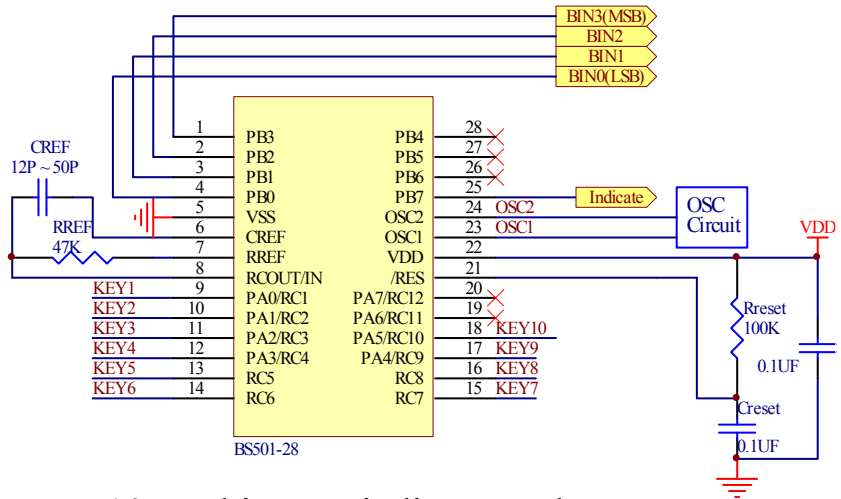 BIN3(MSB)
BIN2
BIN1
BIN0(LSB)
CREF
12P ~ 50P
RREF
47K
1 PB3
2 PB2
3 PB1
4 PB0
5 VSS
6 CREF
7 RREF
8 RCOUT/IN
KEY1 9 PA0/RC1
KEY2 10 PA1/RC2
KEY3 11 PA2/RC3
KEY4 12 PA3/RC4
KEY5 13 RC5
KEY6 14 RC6
PB4 28
PB5 27
PB6 26
PB7 25 Indicate
OSC2 24 OSC2
OSC1 23 OSC1
VDD 22
/RES 21
PA7/RC12 20
PA6/RC11 19
PA5/RC10 18 KEY10
PA4/RC9 17 KEY9
RC8 16 KEY8
RC7 15 KEY7
BS501-28
OSC
Circuit
VDD
Rreset
100K
0.1UF
Creset
0.1UF